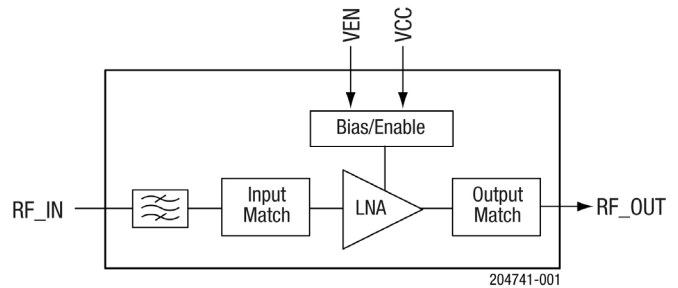 VEN
VCC
Bias/Enable
RF_IN
Input
Match
LNA
Output
Match
RF_OUT
204741-001